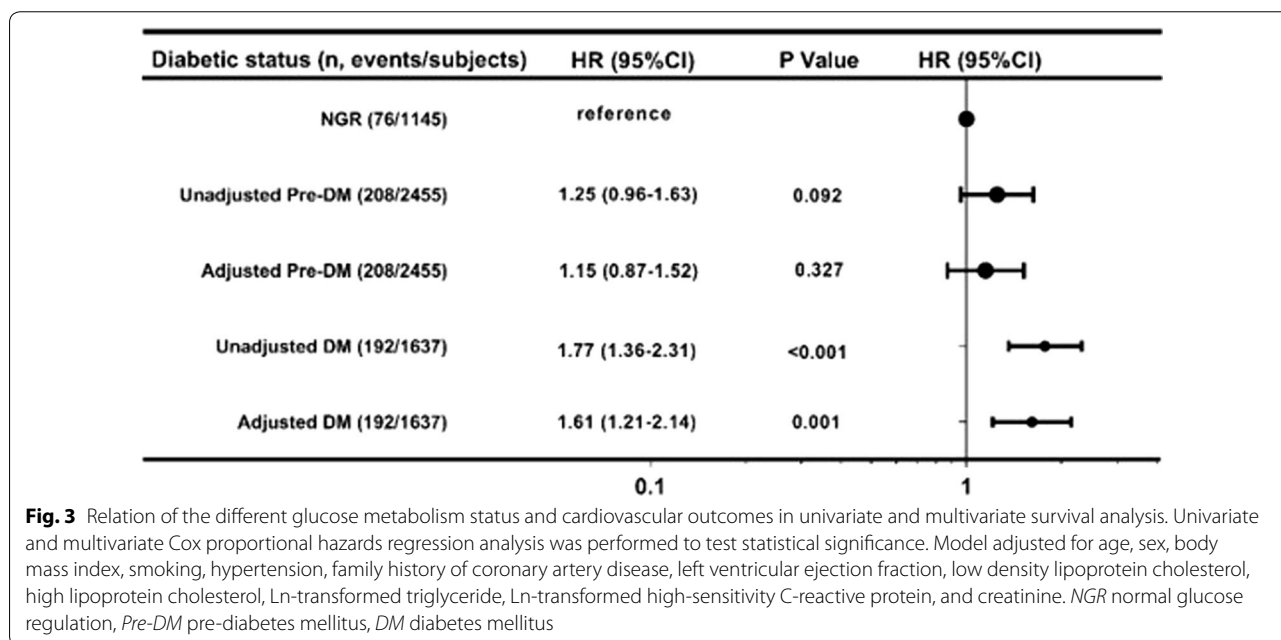 Diabetic status (n, events/subjects) HR (95%CI) P Value HR (95%CI)
NGR (76/1145) reference
Unadjusted Pre-DM (208/2455) 1.25 (0.96-1.63) 0.092
Adjusted Pre-DM (208/2455) 1.15 (0.87-1.52) 0.327
Unadjusted DM (192/1637) 1.77 (1.36-2.31) <0.001
Adjusted DM (192/1637) 1.61 (1.21-2.14) 0.001
0.1 1
Fig. 3 Relation of the different glucose metabolism status and cardiovascular outcomes in univariate and multivariate survival analysis. Univariate
and multivariate Cox proportional hazards regression analysis was performed to test statistical significance. Model adjusted for age, sex, body
mass index, smoking, hypertension, family history of coronary artery disease, left ventricular ejection fraction, low density lipoprotein cholesterol,
high lipoprotein cholesterol, Ln-transformed triglyceride, Ln-transformed high-sensitivity C-reactive protein, and creatinine. NGR normal glucose
regulation, Pre-DM pre-diabetes mellitus, DM diabetes mellitus